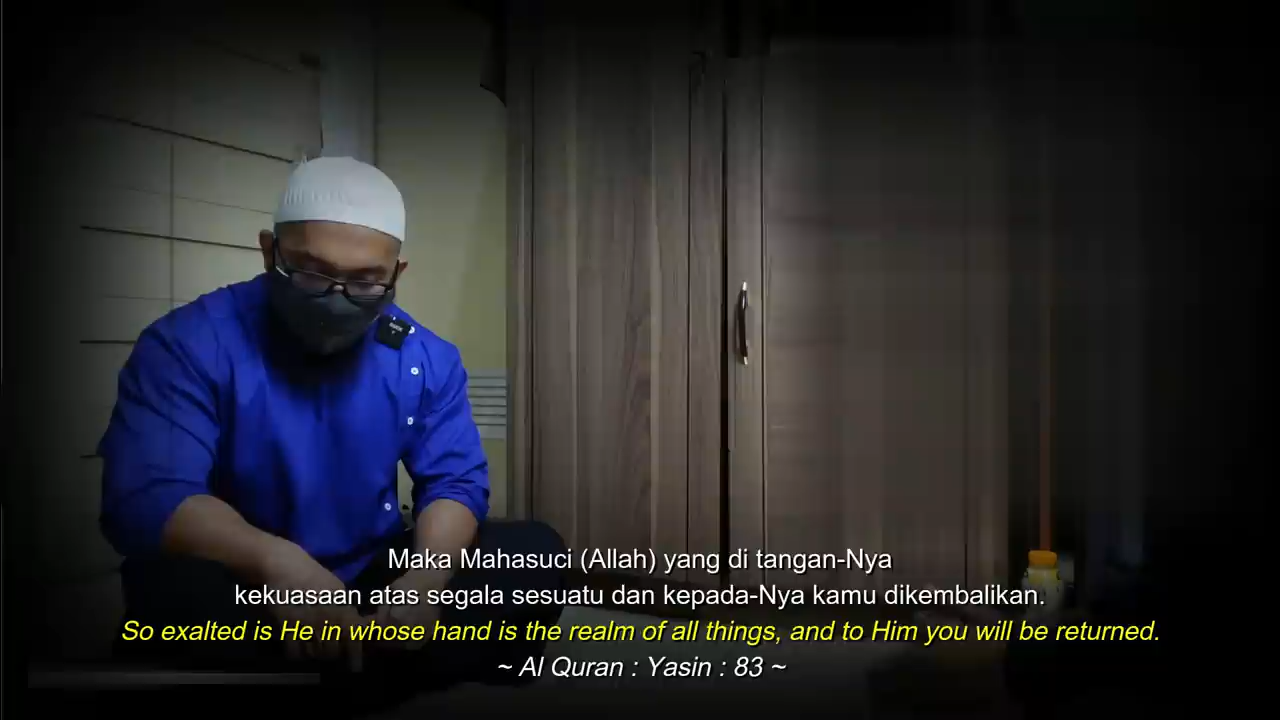 Maka Mahasuci (Allah) yang di tangan-Nya
kekuasaan atas segala sesuatu dan kepada-Nya kamu dikembalikan.
So exalted is He in whose hand is the realm of all things, and to Him you will be returned.
~ Al Quran : Yasin : 83 ~